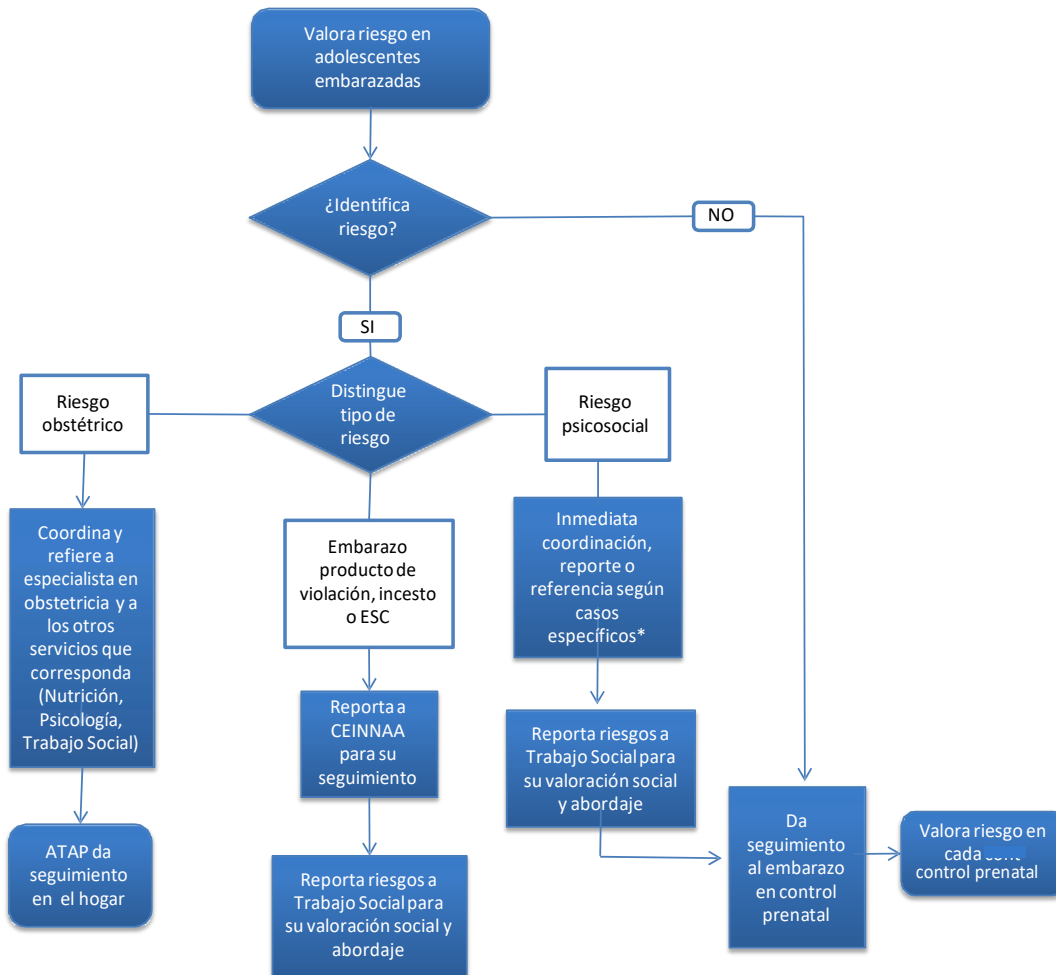 Valora riesgo en
adolescentes
embarazadas
¿Identifica
riesgo?
NO
SI
Distingue
tipo de
riesgo
Riesgo
obstétrico
Riesgo
psicosocial
Coordina y
refiere a
especialista en
obstetricia y a
los otros
servicios que
corresponda
(Nutrición,
Psicología,
Trabajo Social)
Embarazo
producto de
violación, incesto
o ESC
Inmediata
coordinación,
reporte o
referencia según
casos
específicos*
Reporta a
CEINNAA
para su
seguimiento
Reporta riesgos a
Trabajo Social para
su valoración social
y abordaje
ATAP da
seguimiento
en el hogar
Reporta riesgos a
Trabajo Social para
su valoración social y
abordaje
Da
seguimiento
al embarazo
en control
prenatal
Valora riesgo en
cada
control prenatal